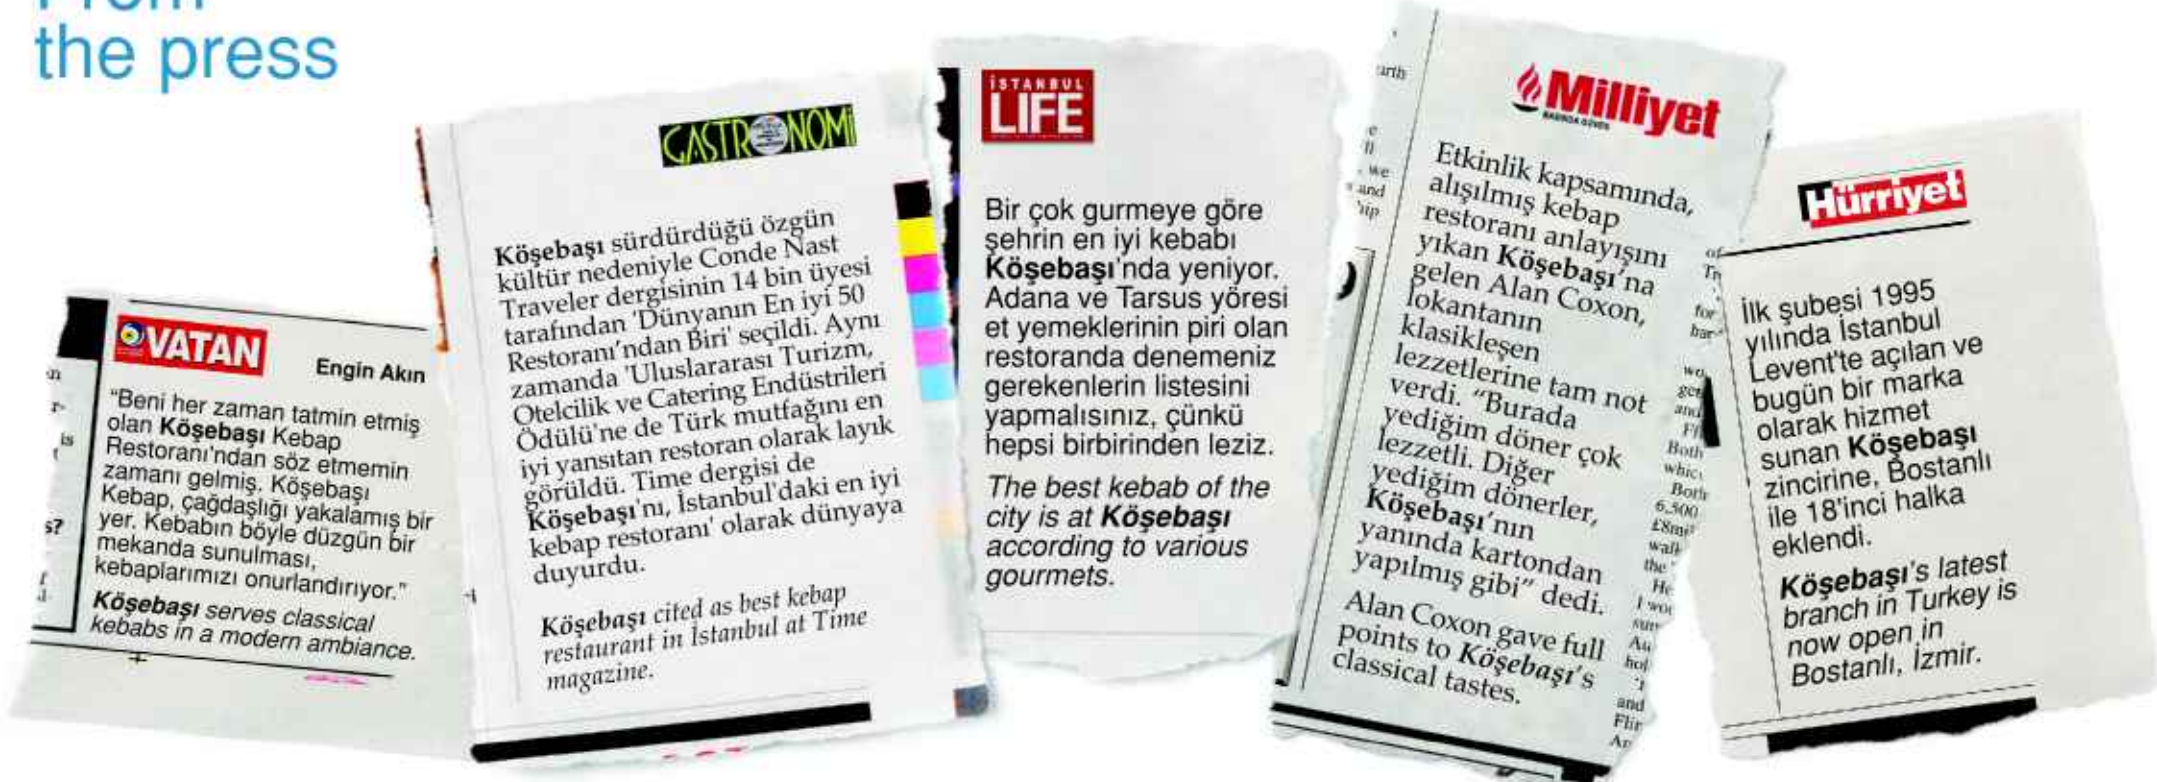 the press
VATAN
Engin Akın
"Beni her zaman tatmin etmiş
olan Köşebaşı Kebap
Restoranı'ndan söz etmemin
zamanı gelmiş. Köşebaşı
Kebap, çağdaşlığı yakalamış bir
yer. Kebabın böyle düzgün bir
mekanda sunulması,
kebaplarımızı onurlandırıyor."
Köşebaşı serves classical
kebabs in a modern ambiance.
GASTRONOMi
Köşebaşı sürdürdüğü özgün
kültür nedeniyle Conde Nast
Traveler dergisinin 14 bin üyesi
tarafından 'Dünyanın En iyi 50
Restoranı'ndan Biri' seçildi. Aynı
zamanda 'Uluslararası Turizm,
Otelcilik ve Catering Endüstrileri
Ödülü'ne de Türk mutfağını en
iyi yansıtan restoran olarak layık
görüldü. Time dergisi de
Köşebaşı'nı, İstanbul'daki en iyi
kebap restoranı' olarak dünyaya
duyurdu.
Köşebaşı cited as best kebap
restaurant in İstanbul at Time
magazine.
İSTANBUL
LIFE
Bir çok gurmeye göre
şehrin en iyi kebabı
Köşebaşı'nda yeniyor.
Adana ve Tarsus yöresi
et yemeklerinin piri olan
restoranda denemeniz
gerekenlerin listesini
yapmalısınız, çünkü
hepsi birbirinden leziz.
The best kebab of the
city is at Köşebaşı
according to various
gourmets.
Milliyet
BASINDA GÜVEN
Etkinlik kapsamında,
alışılmış kebap
restoranı anlayışını
yıkan Köşebaşı'na
gelen Alan Coxon,
lokantanın
klasikleşen
lezzetlerine tam not
verdi. "Burada
yediğim döner çok
lezzetli. Diğer
yediğim dönerler,
Köşebaşı'nın
yanında kartondan
yapılmış gibi" dedi.
Alan Coxon gave full
points to Köşebaşı's
classical tastes.
Hürriyet
İlk şubesi 1995
yılında İstanbul
Levent'te açılan ve
bugün bir marka
olarak hizmet
sunan Köşebaşı
zincirine, Bostanlı
ile 18'inci halka
eklendi.
Köşebaşı's latest
branch in Turkey is
now open in
Bostanlı, İzmir.